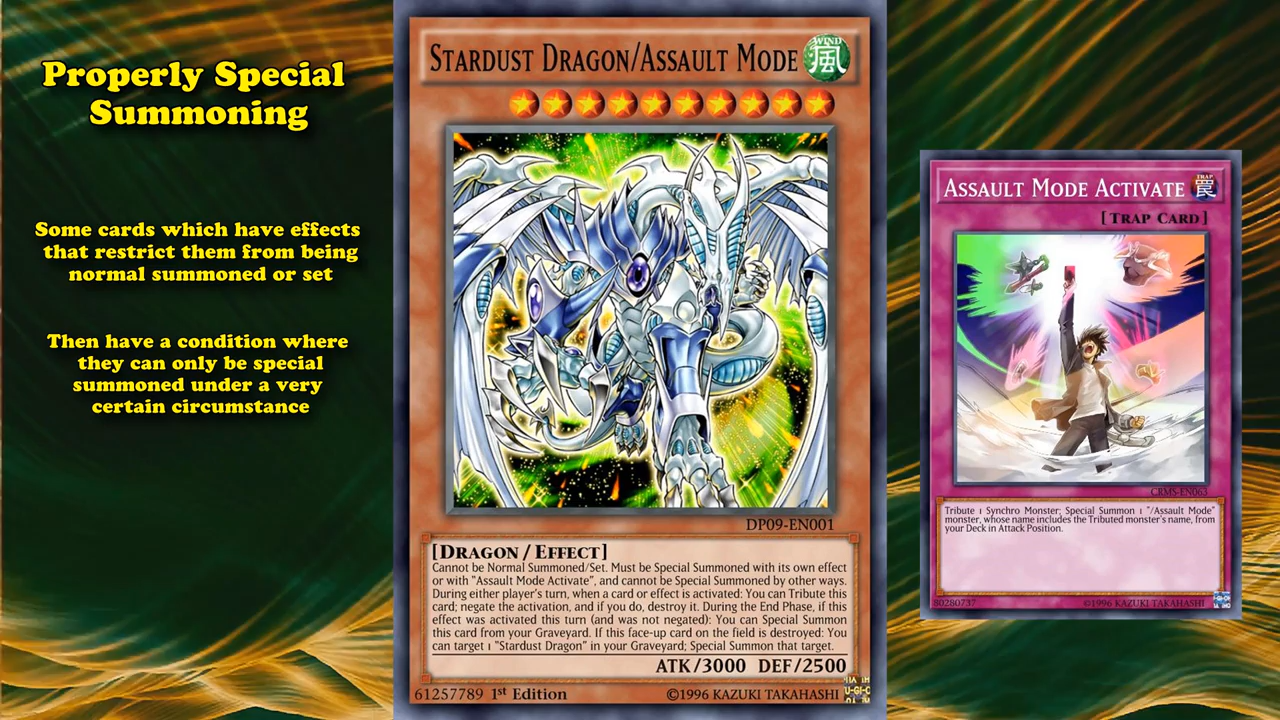 Properly Special
Summoning
Some cards which have effects
that restrict them from being
normal summoned or set
Then have a condition where
they can only be special
summoned under a very
certain circumstance
STARDUST DRAGON/ASSAULT MODE
WIND
風
DP09-EN001
[DRAGON / EFFECT]
Cannot be Normal Summoned/Set. Must be Special Summoned with its own effect
or with "Assault Mode Activate", and cannot be Special Summoned by other ways.
During either player's turn, when a card or effect is activated: You can Tribute this
card; negate the activation, and if you do, destroy it. During the End Phase, if this
effect was activated this turn (and was not negated): You can Special Summon
this card from your Graveyard. If this face-up card on the field is destroyed: You
can target 1 "Stardust Dragon" in your Graveyard; Special Summon that target.
ATK/3000 DEF/2500
61257789 1st Edition
©1996 KAZUKI TAKAHASHI
ASSAULT MODE ACTIVATE
TRAP
罠
[TRAP CARD]
CRMS-EN063
Tribute 1 Synchro Monster; Special Summon 1 "/Assault Mode"
monster, whose name includes the Tributed monster's name, from
your Deck in Attack Position.
80280737
©1996 KAZUKI TAKAHASHI